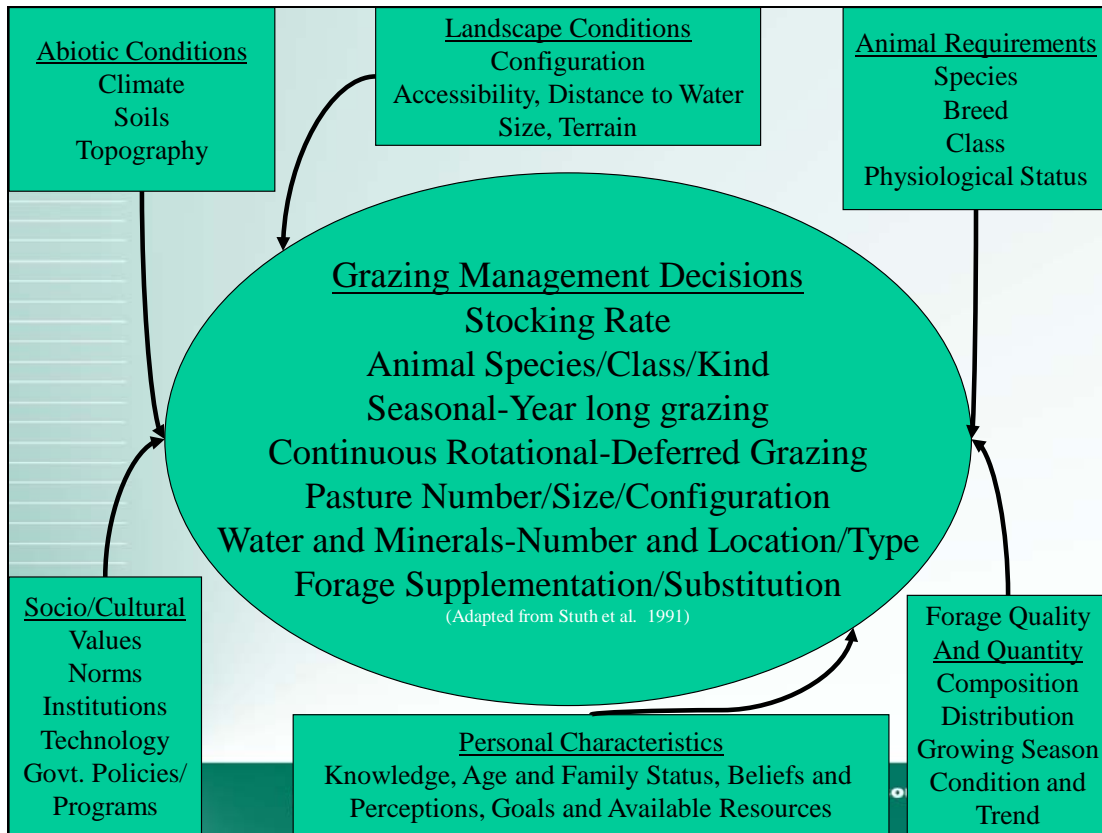 Abiotic Conditions
Climate
Soils
Topography
Landscape Conditions
Configuration
Accessibility, Distance to Water
Size, Terrain
Animal Requirements
Species
Breed
Class
Physiological Status
Grazing Management Decisions
Stocking Rate
Animal Species/Class/Kind
Seasonal-Year long grazing
Continuous Rotational-Deferred Grazing
Pasture Number/Size/Configuration
Water and Minerals-Number and Location/Type
Forage Supplementation/Substitution
(Adapted from Stuth et al. 1991)
Socio/Cultural
Values
Norms
Institutions
Technology
Govt. Policies/
Programs
Personal Characteristics
Knowledge, Age and Family Status, Beliefs and
Perceptions, Goals and Available Resources
Forage Quality
And Quantity
Composition
Distribution
Growing Season
Condition and
Trend